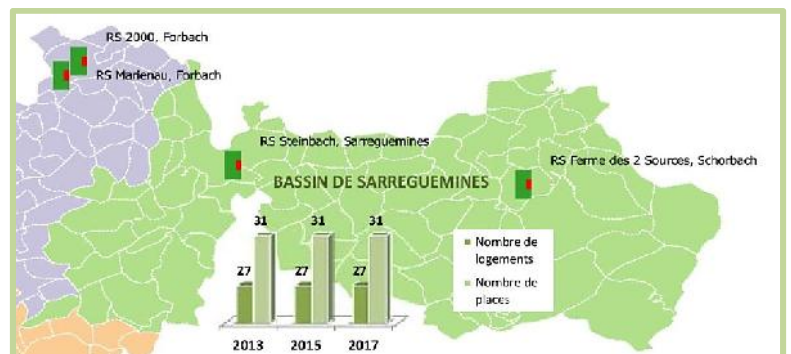 RS 2000, Forbach
RS Marienau, Forbach
RS Steinbach, Sarreguemines
RS Ferme des 2 Sources, Schorbach
BASSIN DE SARREGUEMINES
31 31 31
27 27 27
Nombre de
logements
Nombre de
places
2013 2015 2017